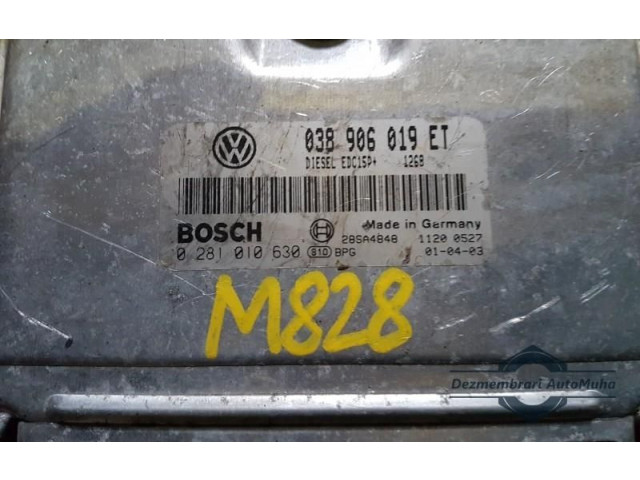 038 906 019 ET
DIESEL EDC15P+ 1268
BOSCH
Made in Germany
28SA4848 1120 0527
0 281 010 630 810 BPG 01-04-03
M828
Dezmembrari AutoMuha